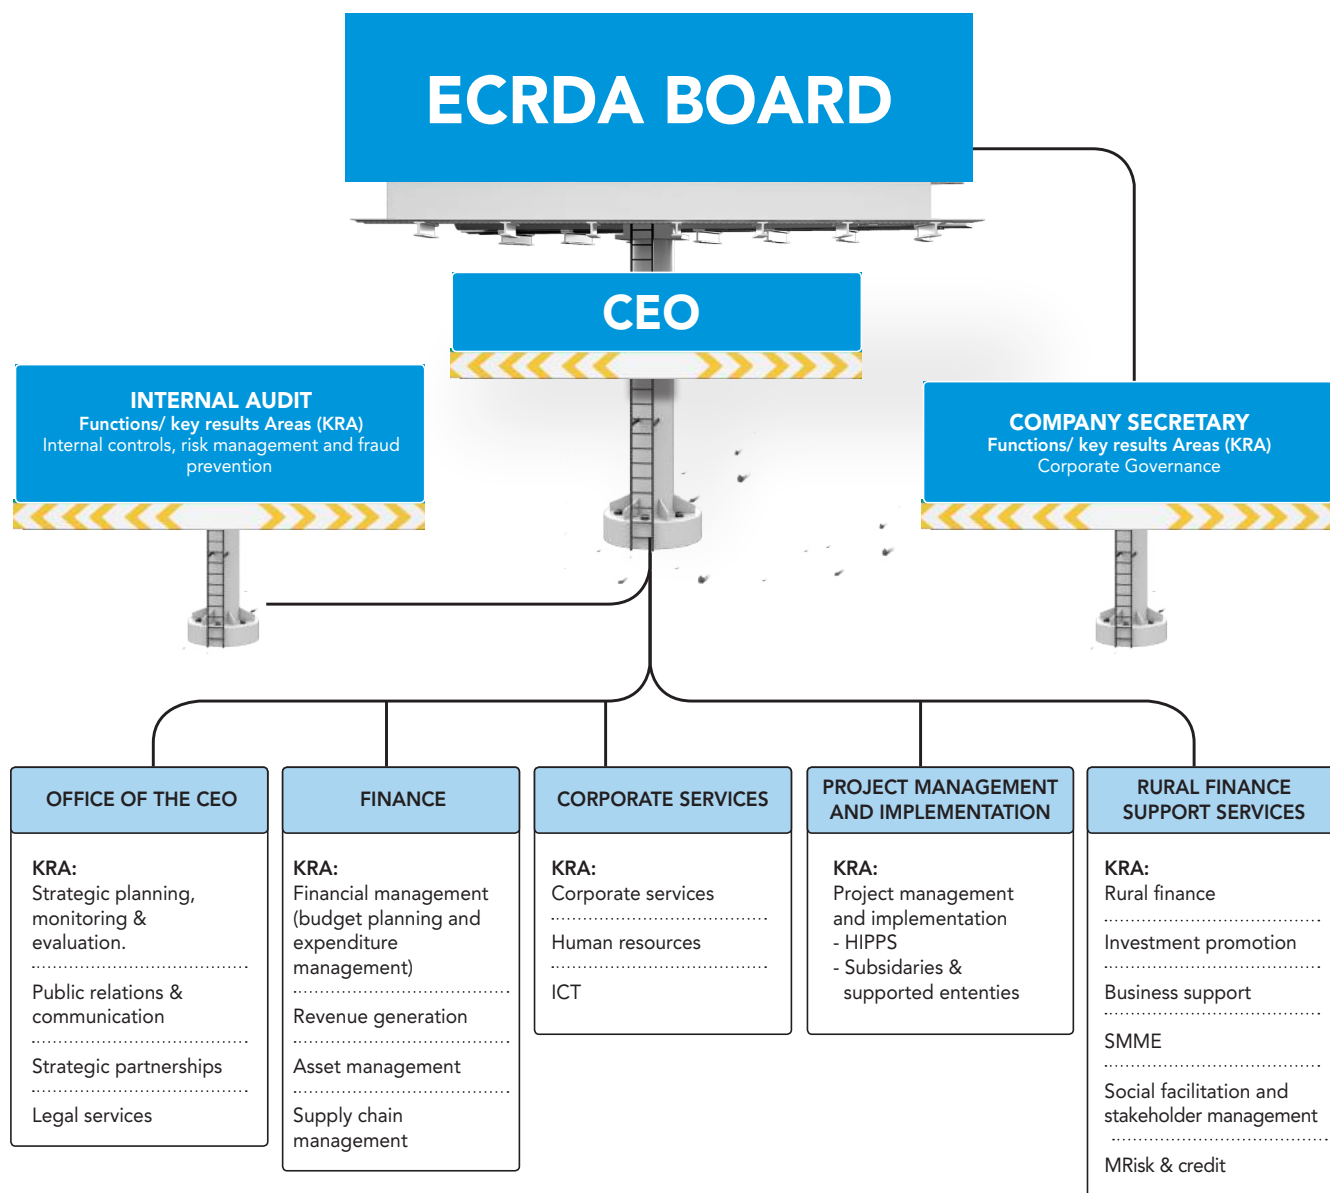 ECRDA BOARD
CEO
INTERNAL AUDIT
Functions/ key results Areas (KRA)
Internal controls, risk management and fraud
prevention
COMPANY SECRETARY
Functions/ key results Areas (KRA)
Corporate Governance
OFFICE OF THE CEO
KRA:
Strategic planning,
monitoring &
evaluation.
Public relations &
communication
Strategic partnerships
Legal services
FINANCE
KRA:
Financial management
(budget planning and
expenditure
management)
Revenue generation
Asset management
Supply chain
management
CORPORATE SERVICES
KRA:
Corporate services
Human resources
ICT
PROJECT MANAGEMENT
AND IMPLEMENTATION
KRA:
Project management
and implementation
- HIPPS
- Subsidaries &
supported ententies
RURAL FINANCE
SUPPORT SERVICES
KRA:
Rural finance
Investment promotion
Business support
SMME
Social facilitation and
stakeholder management
MRisk & credit